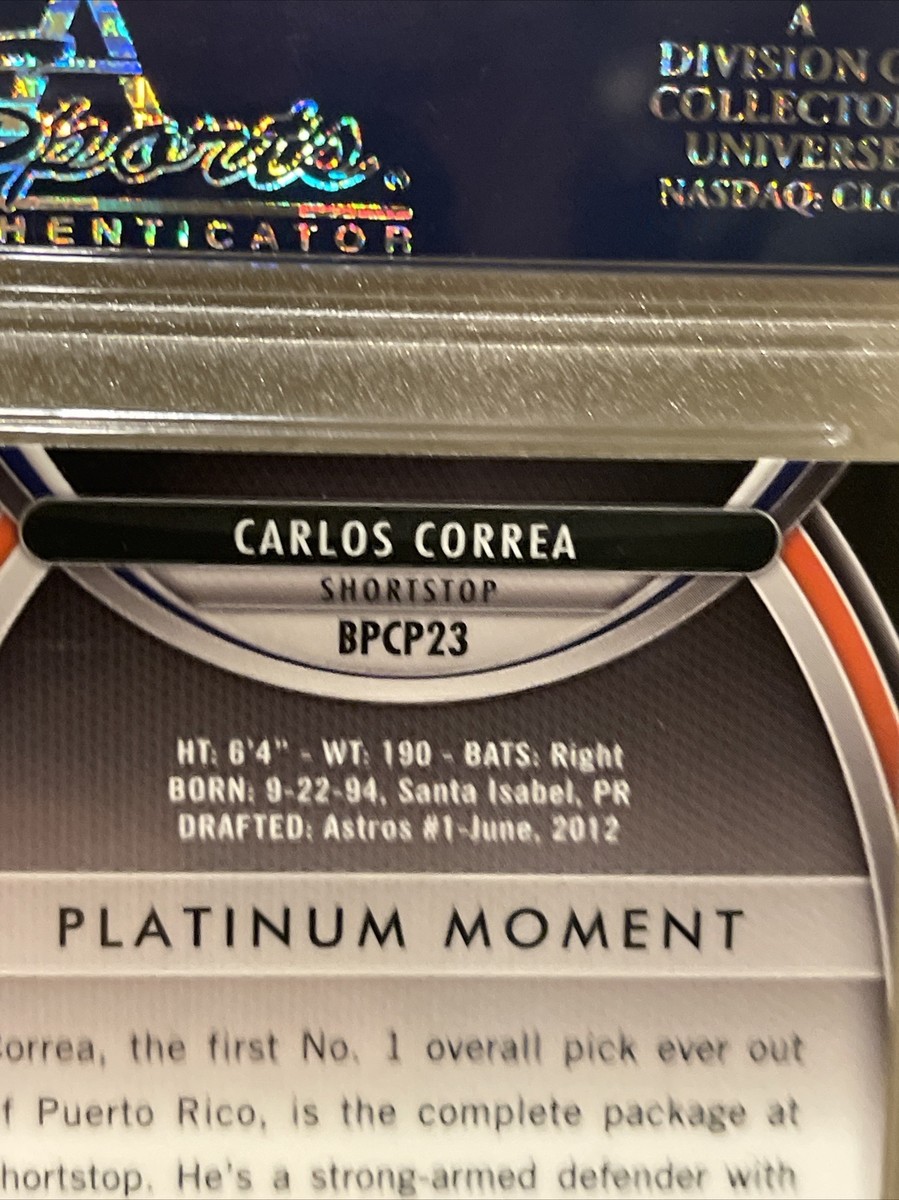 A
DIVISION
Sports
®
HENTICATOR
A
DIVISION O
COLLECTO
UNIVERSE
NASDAQ: CLC
CARLOS CORREA
SHORTSTOP
BPCP23
HT: 6'4" - WT: 190 - BATS: Right
BORN: 9-22-94, Santa Isabel, PR
DRAFTED: Astros #1-June, 2012
PLATINUM MOMENT
orrea, the first No. 1 overall pick ever out
f Puerto Rico, is the complete package at
hortstop. He's a strong-armed defender with